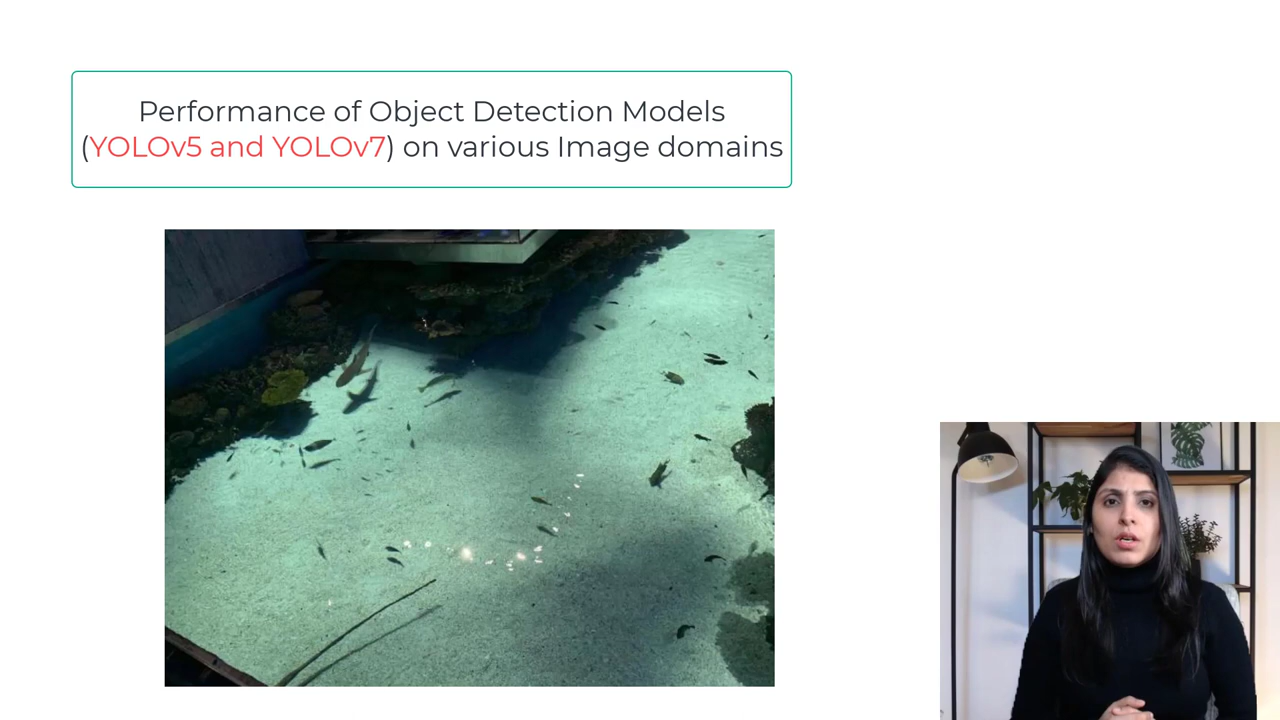 Performance of Object Detection Models
(YOLOv5 and YOLOv7) on various Image domains